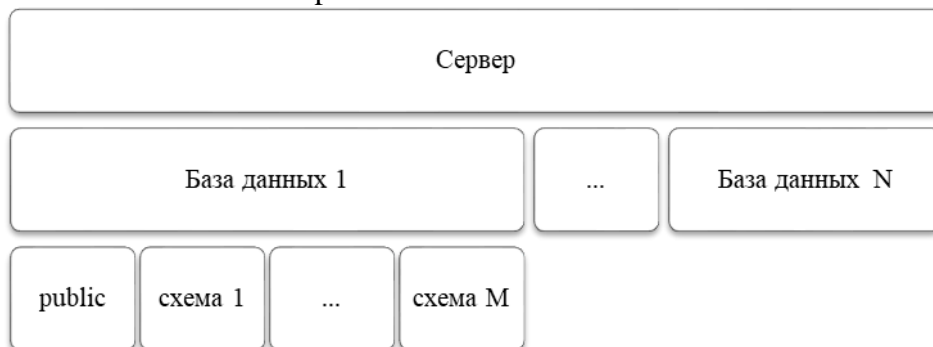 Сервер
База данных 1 ... База данных N
public схема 1 ... схема M